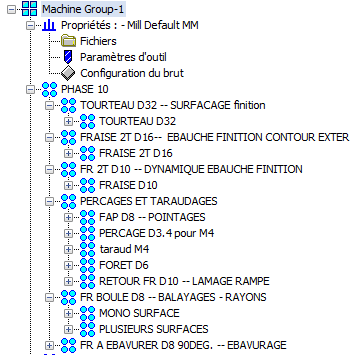 Machine Group-1
Propriétés : - Mill Default MM
Fichiers
Paramètres d'outil
Configuration du brut
PHASE 10
TOURTEAU D32 -- SURFACAGE finition
TOURTEAU D32
FRAISE 2T D16-- EBAUCHE FINITION CONTOUR EXTER
FRAISE 2T D16
FR 2T D10 -- DYNAMIQUE EBAUCHE FINITION
FRAISE D10
PERCAGES ET TARAUDAGES
FAP D8 -- POINTAGES
PERCAGE D3.4 pour M4
taraud M4
FORET D6
RETOUR FR D10 -- LAMAGE RAMPE
FR BOULE D8 -- BALAYAGES - RAYONS
MONO SURFACE
PLUSIEURS SURFACES
FR A EBAVURER D8 90DEG. -- EBAVURAGE